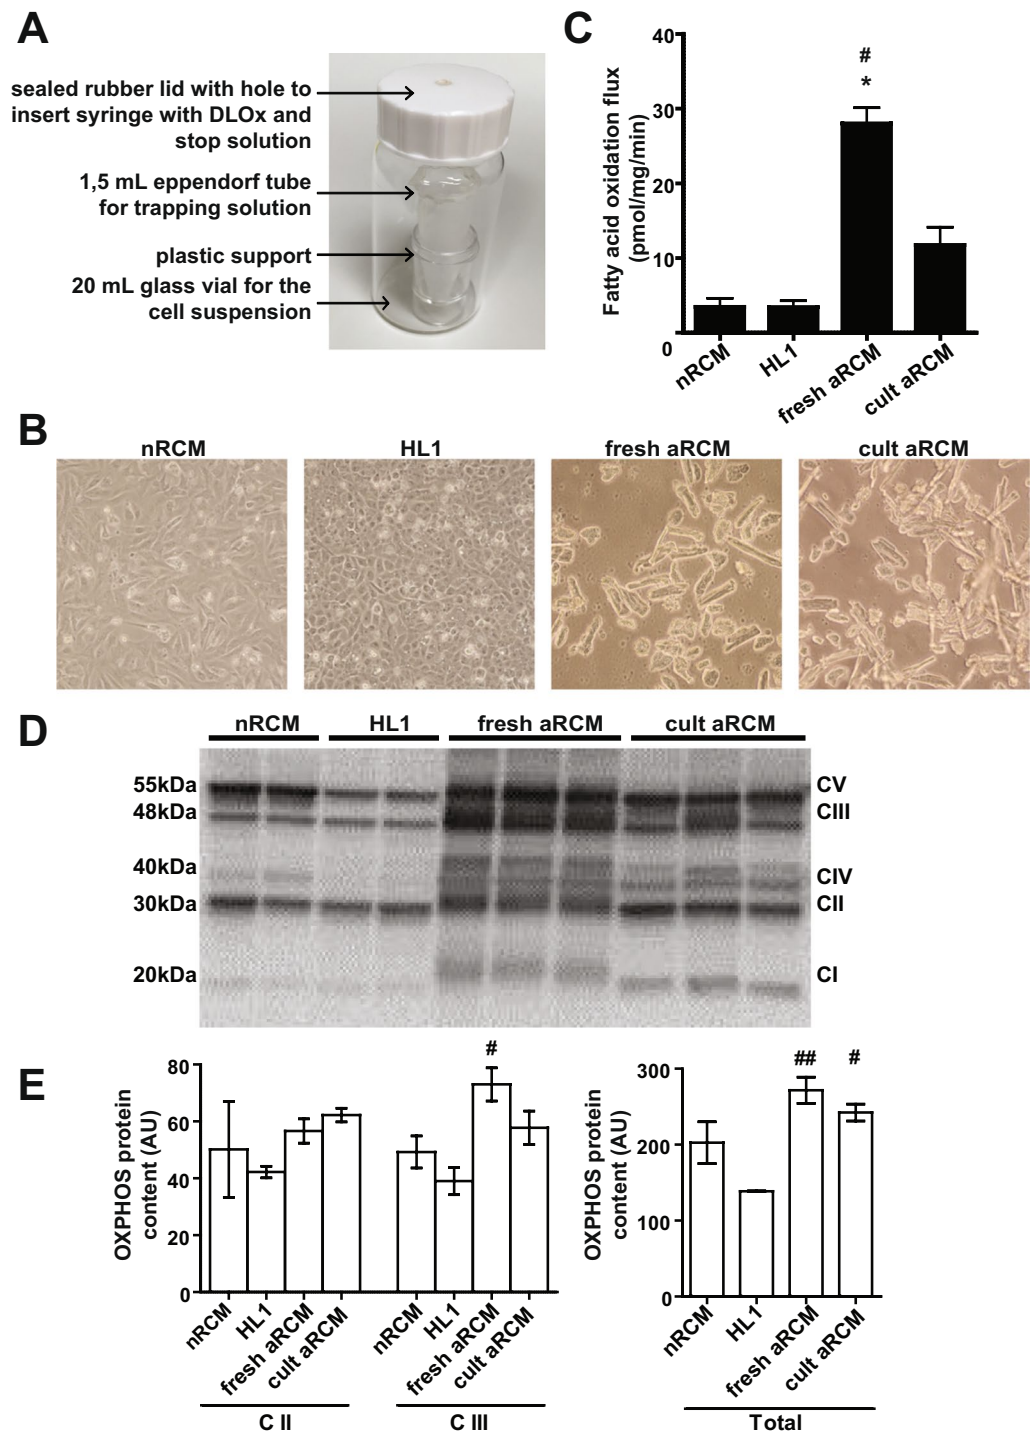 A
sealed rubber lid with hole to
insert syringe with DLOx and
stop solution
1,5 mL eppendorf tube
for trapping solution
plastic support
20 mL glass vial for the
cell suspension
C
Fatty acid oxidation flux
(pmol/mg/min)
40
30
20
10
0
#
*
nRCM
HL1
fresh aRCM
cult aRCM
B
nRCM
HL1
fresh aRCM
cult aRCM
D
nRCM
HL1
fresh aRCM
cult aRCM
55kDa
48kDa
40kDa
30kDa
20kDa
CV
CIII
CIV
CII
CI
E
OXPHOS protein
content (AU)
80
60
40
20
0
#
nRCM
HL1
fresh aRCM
cult aRCM
nRCM
HL1
fresh aRCM
cult aRCM
C II
C III
OXPHOS protein
content (AU)
300
200
100
0
##
#
nRCM
HL1
fresh aRCM
cult aRCM
Total